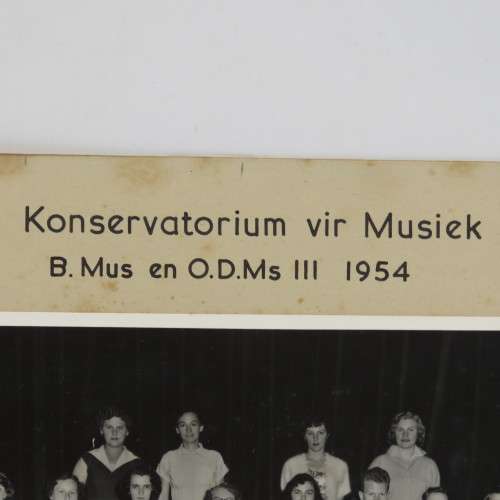 Konservatorium vir Musiek
B. Mus en O.D.Ms III 1954